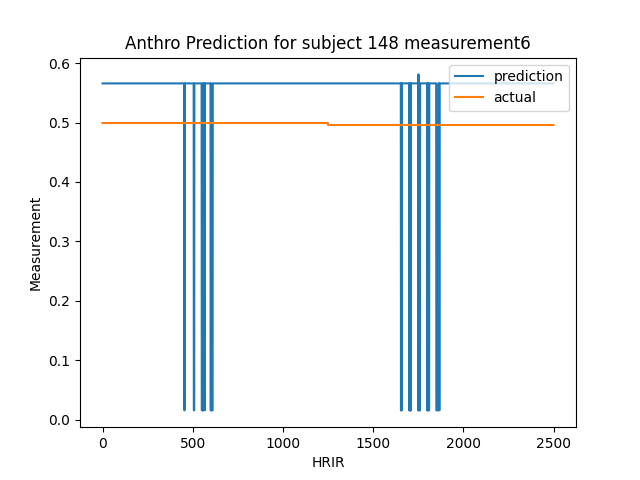 Anthro Prediction for subject 148 measurement6
prediction
actual
Measurement
0.6
0.5
0.4
0.3
0.2
0.1
0.0
0 500 1000 1500 2000 2500
HRIR